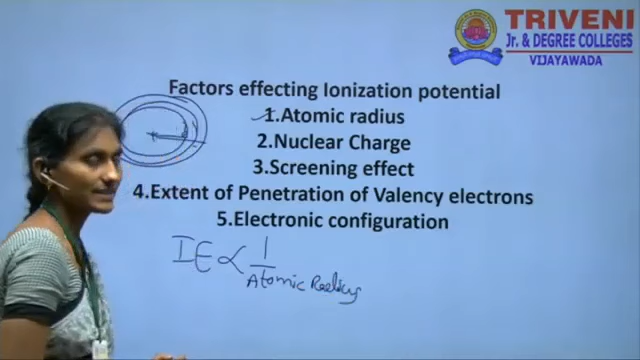 TRIVENI
Jr. & DEGREE COLLEGES
VIJAYAWADA
Factors effecting Ionization potential
1.Atomic radius
2.Nuclear Charge
3.Screening effect
4.Extent of Penetration of Valency electrons
5.Electronic configuration
IE ∝ 1
Atomic